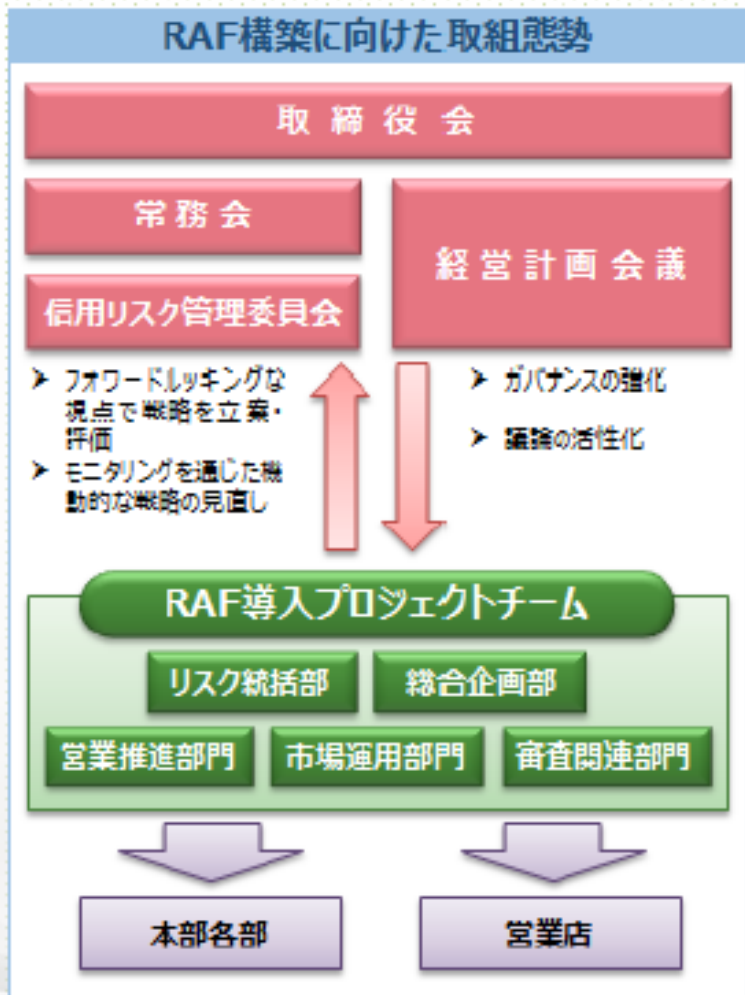 RAF構築に向けた取組態勢
取締役会
常務会
経営計画会議
信用リスク管理委員会
➤ フォワードルッキングな
視点で戦略を立案・
評価
➤ モニタリングを通じた機
動的な戦略の見直し
➤ ガバナンスの強化
➤ 議論の活性化
RAF導入プロジェクトチーム
リスク統括部
総合企画部
営業推進部門
市場運用部門
審査関連部門
本部各部
営業店